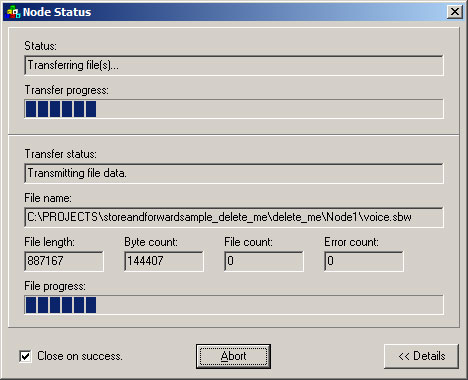 Node Status
Status:
Transferring file(s)...
Transfer progress:
Transfer status:
Transmitting file data.
File name:
C:\PROJECTS\storeandforwardsample_delete_me\delete_me\Node1\voice.sbw
File length: Byte count: File count: Error count:
887167 144407 0 0
File progress:
Close on success. Abort << Details